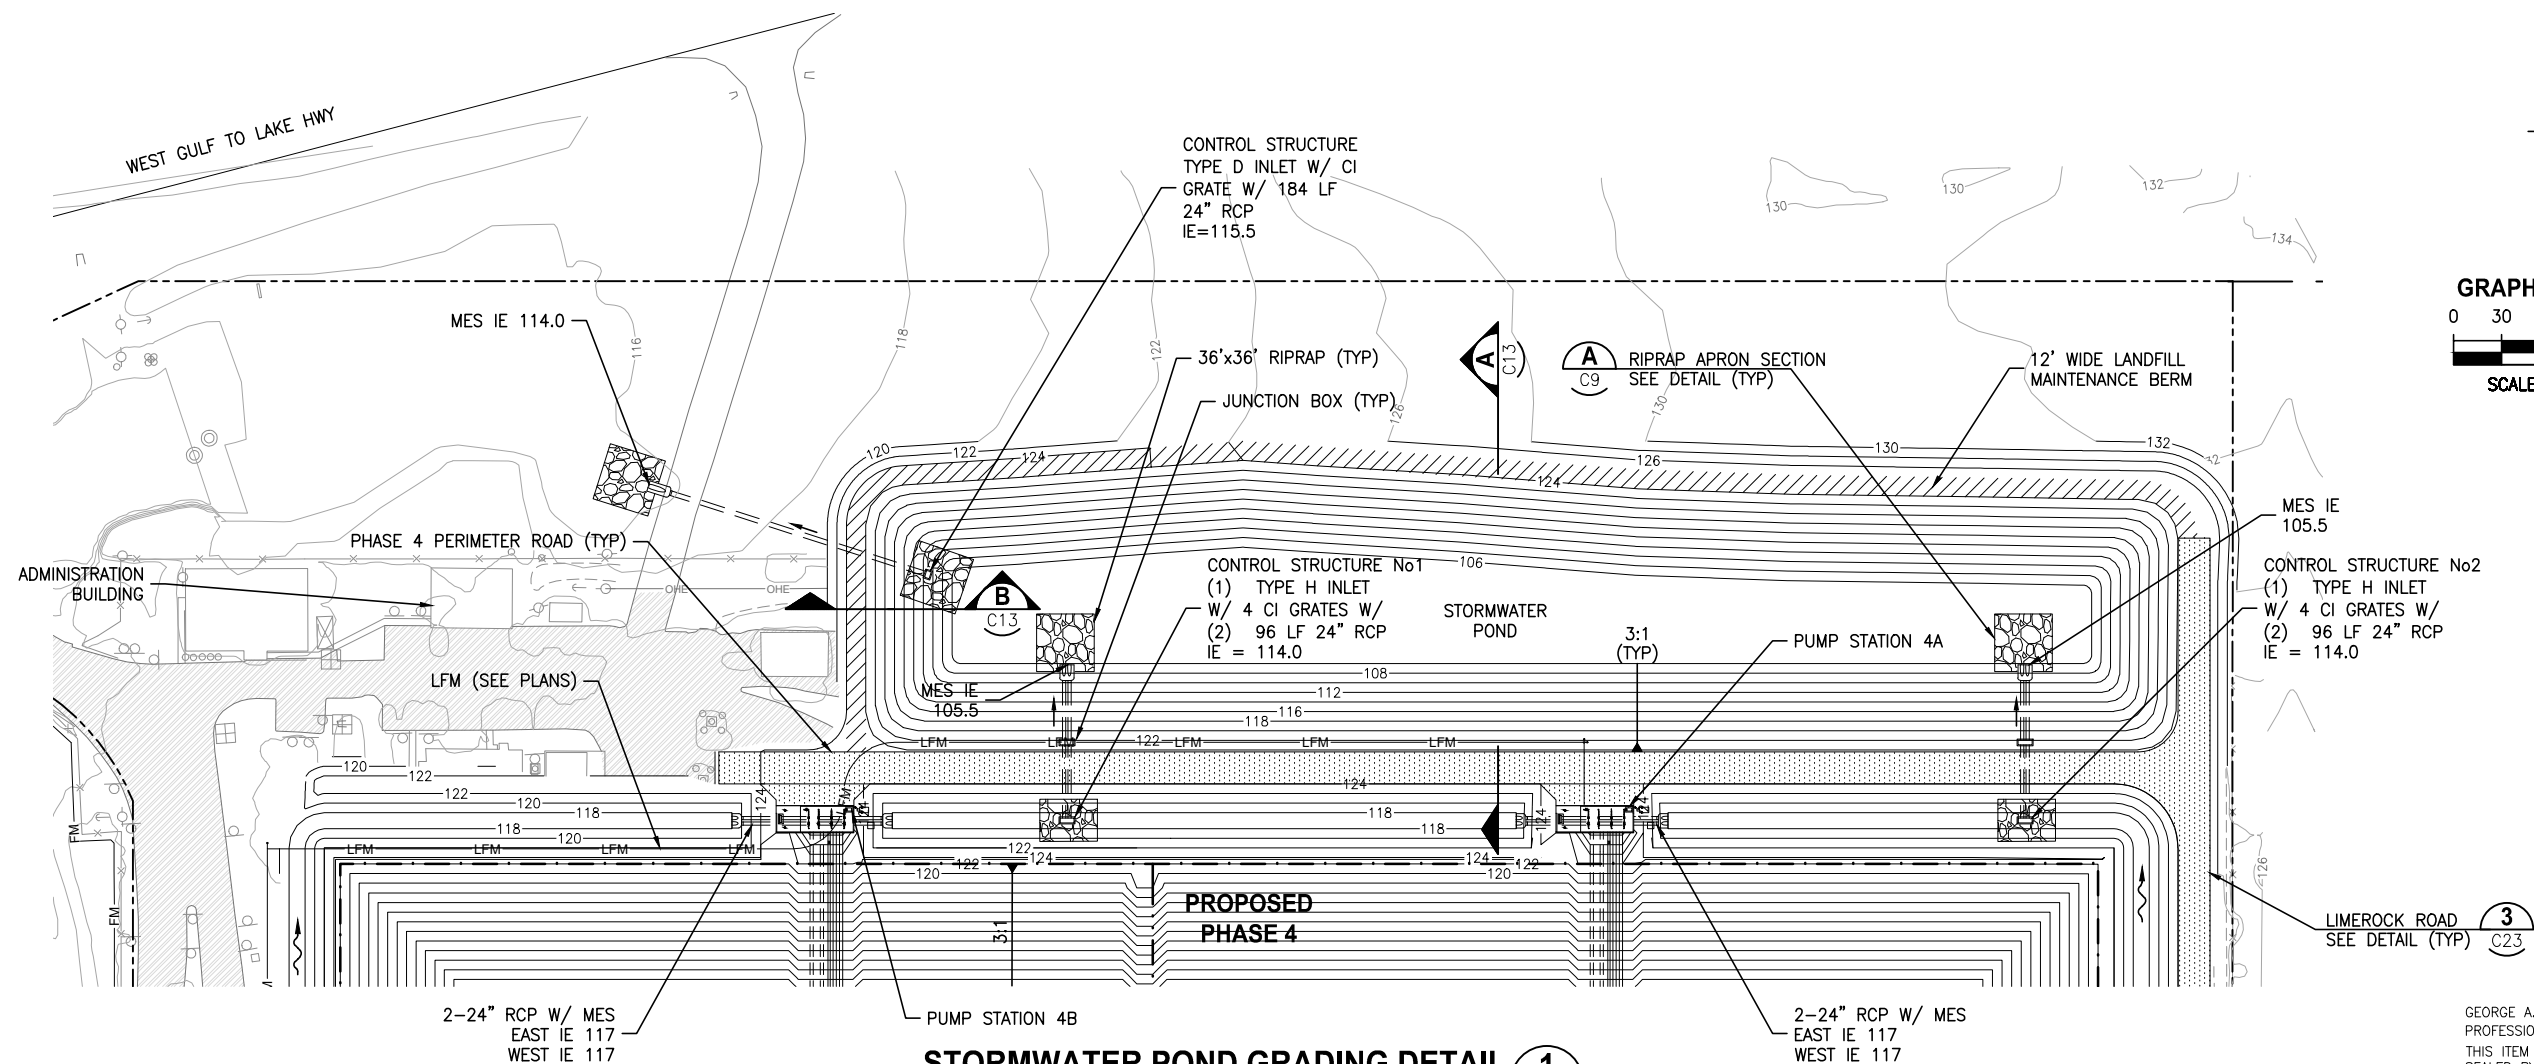 WEST GULF TO LAKE HWY
CONTROL STRUCTURE
TYPE D INLET W/ CI
GRATE W/ 184 LF
24" RCP
IE=115.5
130
130
132
134
GRAPH
0 30
SCALE
MES IE 114.0
116
118
122
126
130
36'x36' RIPRAP (TYP)
JUNCTION BOX (TYP)
A
C13
A
C9
RIPRAP APRON SECTION
SEE DETAIL (TYP)
12' WIDE LANDFILL
MAINTENANCE BERM
120
122
124
126
130
132
32
124
MES IE
105.5
PHASE 4 PERIMETER ROAD (TYP)
ADMINISTRATION
BUILDING
OHE
OHE
B
C13
CONTROL STRUCTURE No1
(1) TYPE H INLET
W/ 4 CI GRATES W/
(2) 96 LF 24" RCP
IE = 114.0
106
STORMWATER
POND
3:1
(TYP)
PUMP STATION 4A
CONTROL STRUCTURE No2
(1) TYPE H INLET
W/ 4 CI GRATES W/
(2) 96 LF 24" RCP
IE = 114.0
LFM (SEE PLANS)
MES IE
105.5
108
112
116
118
LFM
LF
122
LFM
LFM
LFM
120
122
122
120
118
120
124
FM
124
118
118
124
124
124
LFM
LFM
LFM
LFM
FM
FM
M
122
124
122
120
124
122
120
126
3:1
PROPOSED
PHASE 4
LIMEROCK ROAD
SEE DETAIL (TYP)
3
C23
2-24" RCP W/ MES
EAST IE 117
WEST IE 117
PUMP STATION 4B
2-24" RCP W/ MES
EAST IE 117
WEST IE 117
STORMWATER POND GRADING DETAIL
1
GEORGE A.
PROFESSIO
THIS ITEM